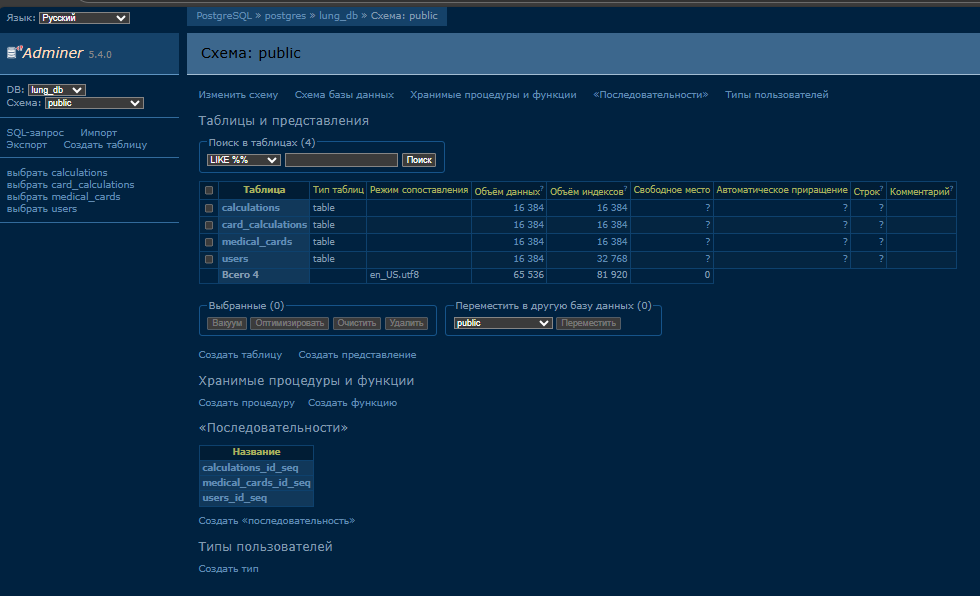 Язык: Русский
PostgreSQL » postgres » lung_db » Схема: public
Adminer 5.4.0
Схема: public
DB: lung_db
Схема: public
Изменить схему Схема базы данных Хранимые процедуры и функции «Последовательности» Типы пользователей
SQL-запрос Импорт
Экспорт Создать таблицу
выбрать calculations
выбрать card_calculations
выбрать medical_cards
выбрать users
Таблицы и представления
Поиск в таблицах (4)
LIKE %% Поиск
Таблица Тип таблиц Режим сопоставления Объём данных? Объём индексов? Свободное место Автоматическое приращение Строк? Комментарий?
calculations table 16 384 16 384 ? ? ?
card_calculations table 16 384 16 384 ? ? ?
medical_cards table 16 384 16 384 ? ? ?
users table 16 384 32 768 ? ? ?
Всего 4 en_US.utf8 65 536 81 920 0
Выбранные (0)
Вакуум Оптимизировать Очистить Удалить
Переместить в другую базу данных (0)
public Переместить
Создать таблицу Создать представление
Хранимые процедуры и функции
Создать процедуру Создать функцию
«Последовательности»
Название
calculations_id_seq
medical_cards_id_seq
users_id_seq
Создать «последовательность»
Типы пользователей
Создать тип